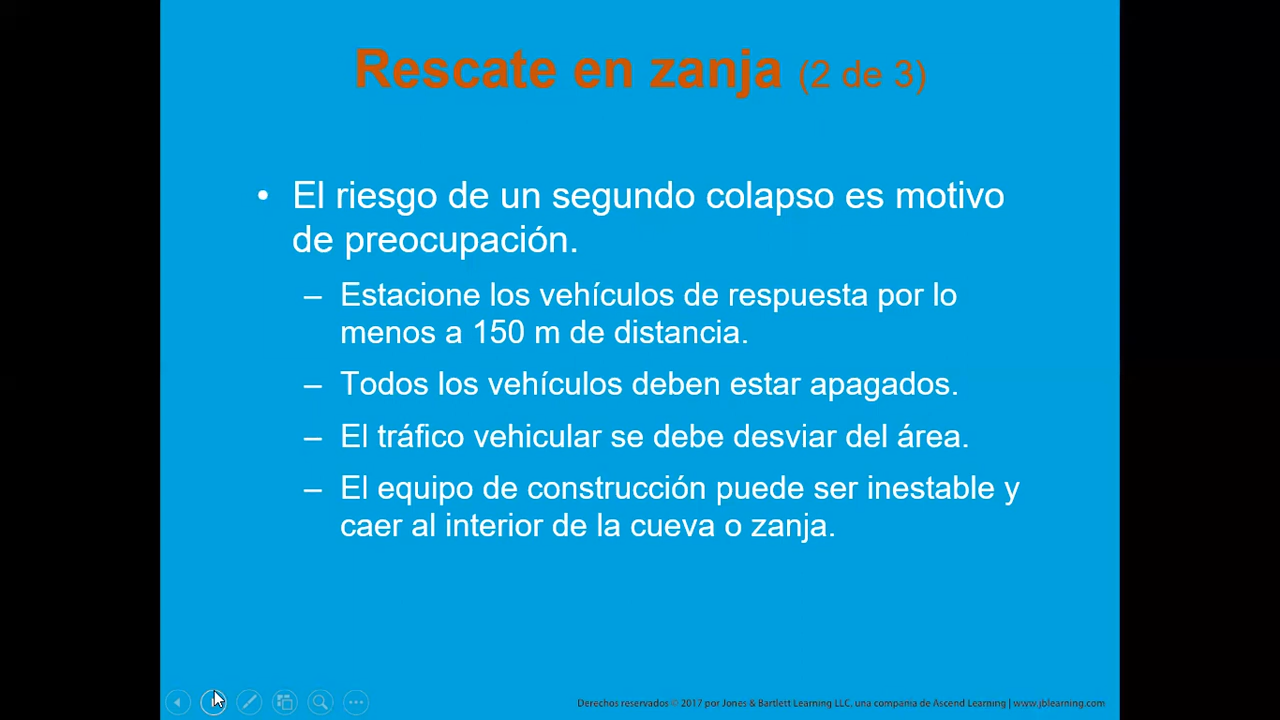 Rescate en zanja (2 de 3)
• El riesgo de un segundo colapso es motivo
de preocupación.
– Estacione los vehículos de respuesta por lo
menos a 150 m de distancia.
– Todos los vehículos deben estar apagados.
– El tráfico vehicular se debe desviar del área.
– El equipo de construcción puede ser inestable y
caer al interior de la cueva o zanja.
Derechos reservados © 2017 por Jones & Bartlett Learning LLC, una compañía de Ascend Learning | www.jblearning.com